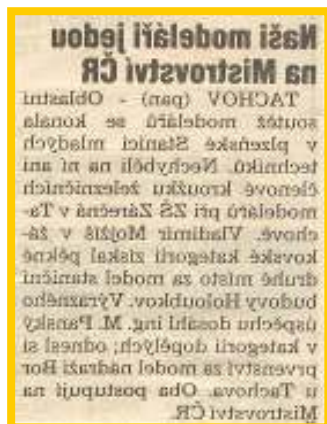 Naši modeláři jedou
na Mistrovství ČR
TACHOV (pan) - Oblastní
soutěž modelářů se konala
v plzeňské Stanici mladých
techniků. Nechyběli na ní ani
členové kroužku železničních
modelářů při ZŠ Zárečná v Ta-
chově. Vladimír Mojžiš v žá-
kovské kategorii získal pěkné
druhé místo za model staniční
budovy Holoubkov. Výrazného
úspěchu dosáhl ing. M. Panský
v kategorii dopělých; odnesl si
prvenství za model nádraží Bor
u Tachova. Oba postupují na
Mistrovství ČR.